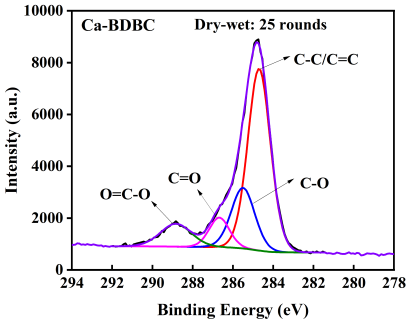 Ca-BDBC
Dry-wet: 25 rounds
10000
8000
6000
4000
2000
0
Intensity (a.u.)
C-C/C=C
C=O
O=C-O
C-O
294 292 290 288 286 284 282 280 278
Binding Energy (eV)